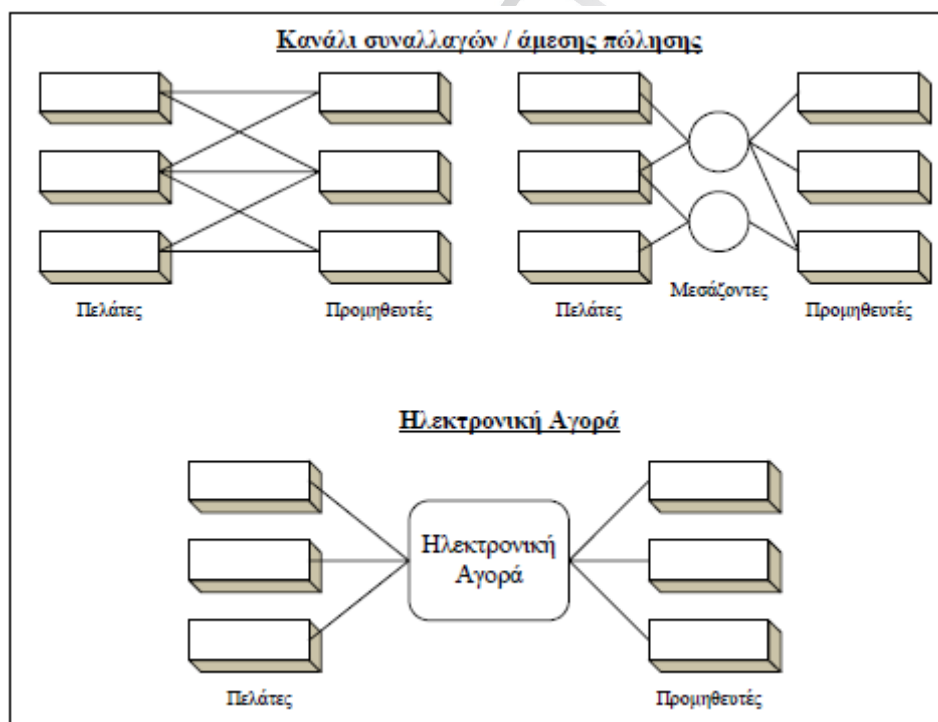 Κανάλι συναλλαγών / άμεσης πώλησης
Πελάτες
Προμηθευτές
Πελάτες
Μεσάζοντες
Προμηθευτές
Ηλεκτρονική Αγορά
Ηλεκτρονική
Αγορά
Πελάτες
Προμηθευτές